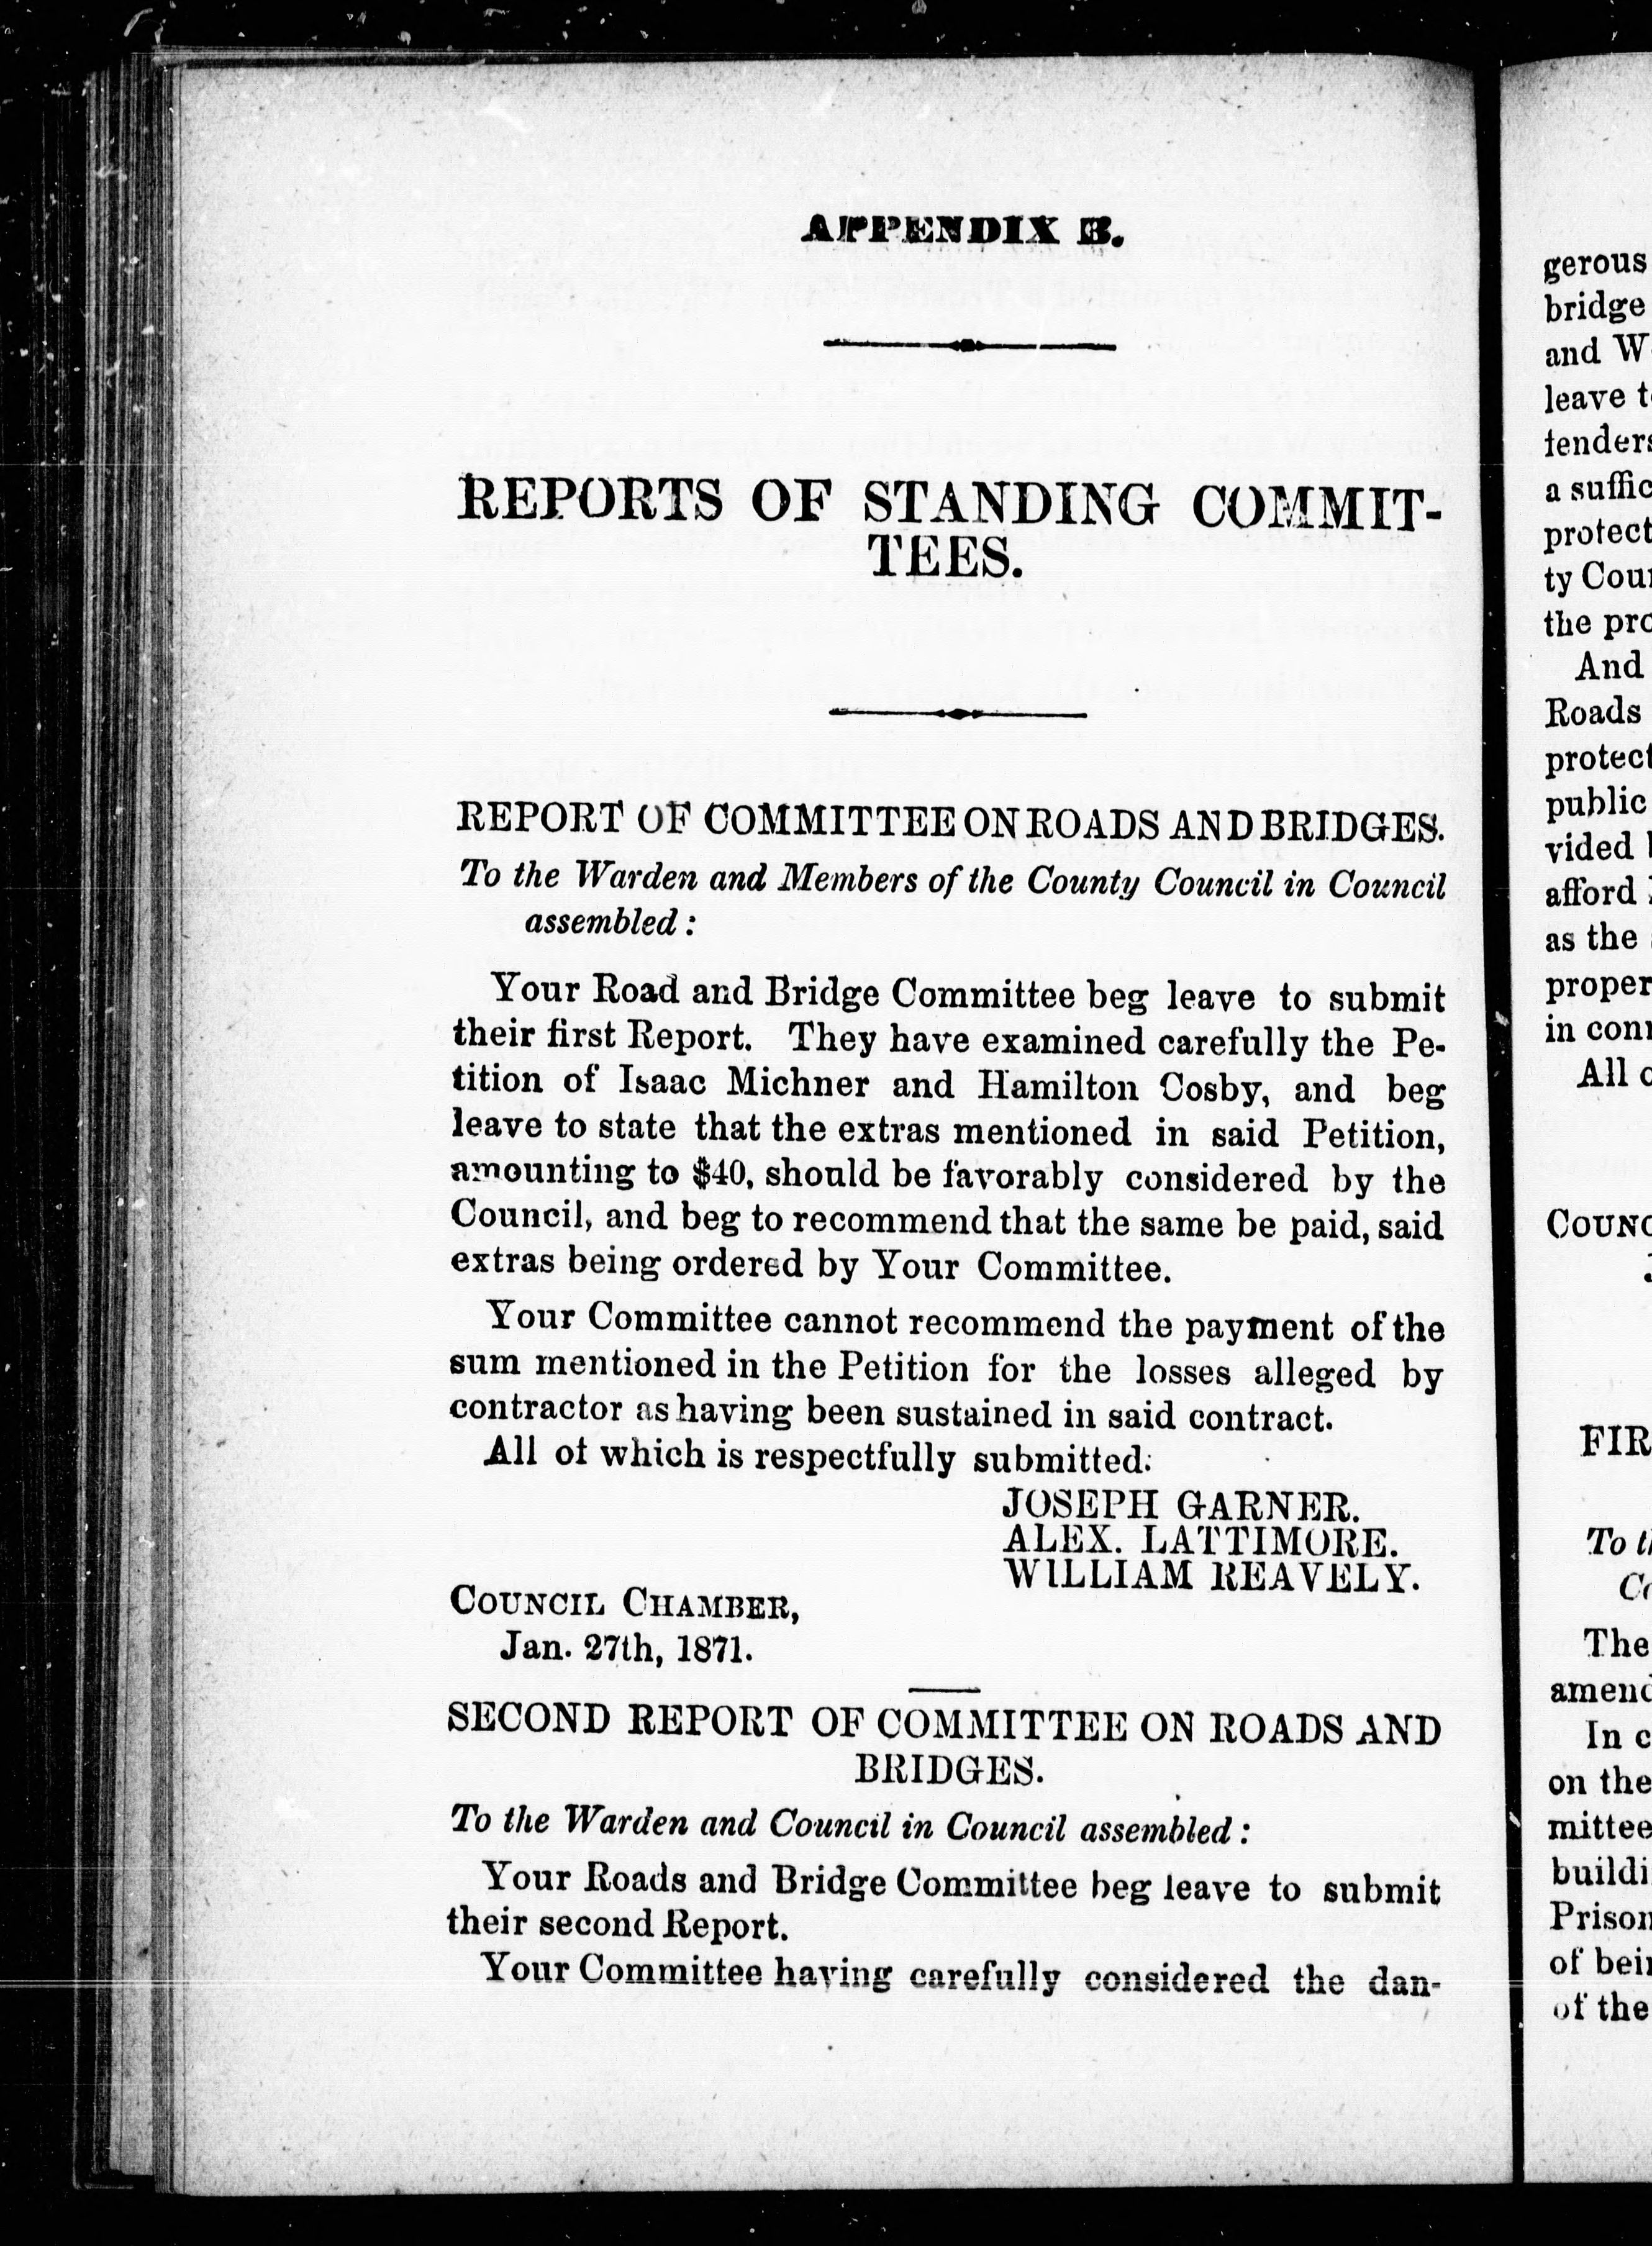 APPENDIX B.
REPORTS OF STANDING COMMIT-
TEES.
REPORT OF COMMITTEE ON ROADS AND BRIDGES.
To the Warden and Members of the County Council in Council
assembled :
Your Road and Bridge Committee beg leave to submit
their first Report. They have examined carefully the Pe-
tition of Isaac Michner and Hamilton Cosby, and beg
leave to state that the extras mentioned in said Petition,
amounting to $40, should be favorably considered by the
Council, and beg to recommend that the same be paid, said
extras being ordered by Your Committee.
Your Committee cannot recommend the payment of the
sum mentioned in the Petition for the losses alleged by
contractor as having been sustained in said contract.
All of which is respectfully submitted.
JOSEPH GARNER.
ALEX. LATTIMORE.
WILLIAM REAVELY.
COUNCIL CHAMBER,
Jan. 27th, 1871.
SECOND REPORT OF COMMITTEE ON ROADS AND
BRIDGES.
To the Warden and Council in Council assembled :
Your Roads and Bridge Committee beg leave to submit
their second Report.
Your Committee having carefully considered the dan-
gerous
bridge
and W
leave t
tenders
a suffic
protect
ty Coun
the pro
And
Roads
protect
public
vided
afford
as the
proper
in conn
All
COUNC
FIR
To th
Co
The
amend
In c
on the
mittee
buildi
Prison
of bein
of the